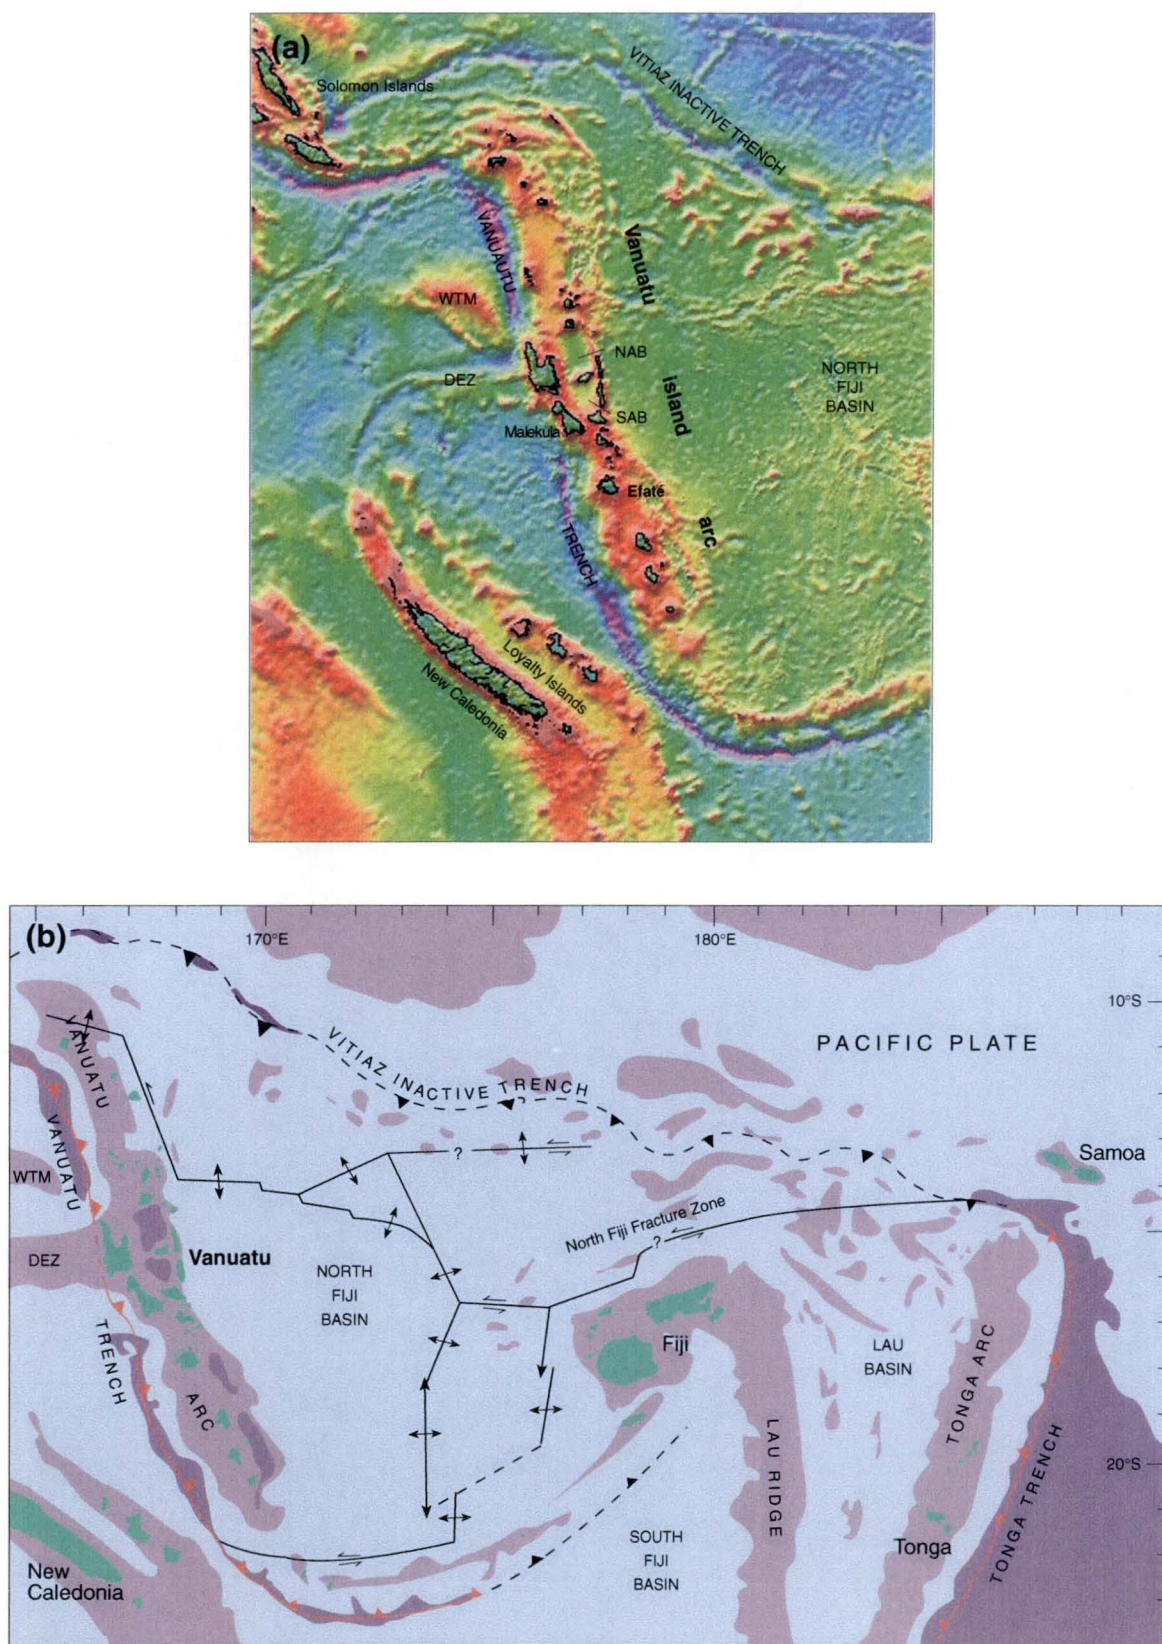 (a)
Solomon Islands
VITIAZ INACTIVE TRENCH
VANUAUTU
Vanuatu
WTM
NAB
DEZ
island
NORTH
FIJI
BASIN
SAB
Malekula
Efaté
arc
TRENCH
Loyalty Islands
New Caledonia
(b)
170°E
180°E
10°S
VANUATU
VITIAZ INACTIVE TRENCH
PACIFIC PLATE
VANUATU
WTM
?
Samoa
North Fiji Fracture Zone
?
DEZ
Vanuatu
NORTH
FIJI
BASIN
TRENCH
Fiji
LAU
BASIN
ARC
TONGA ARC
LAU RIDGE
20°S
TONGA TRENCH
SOUTH
FIJI
BASIN
Tonga
New
Caledonia